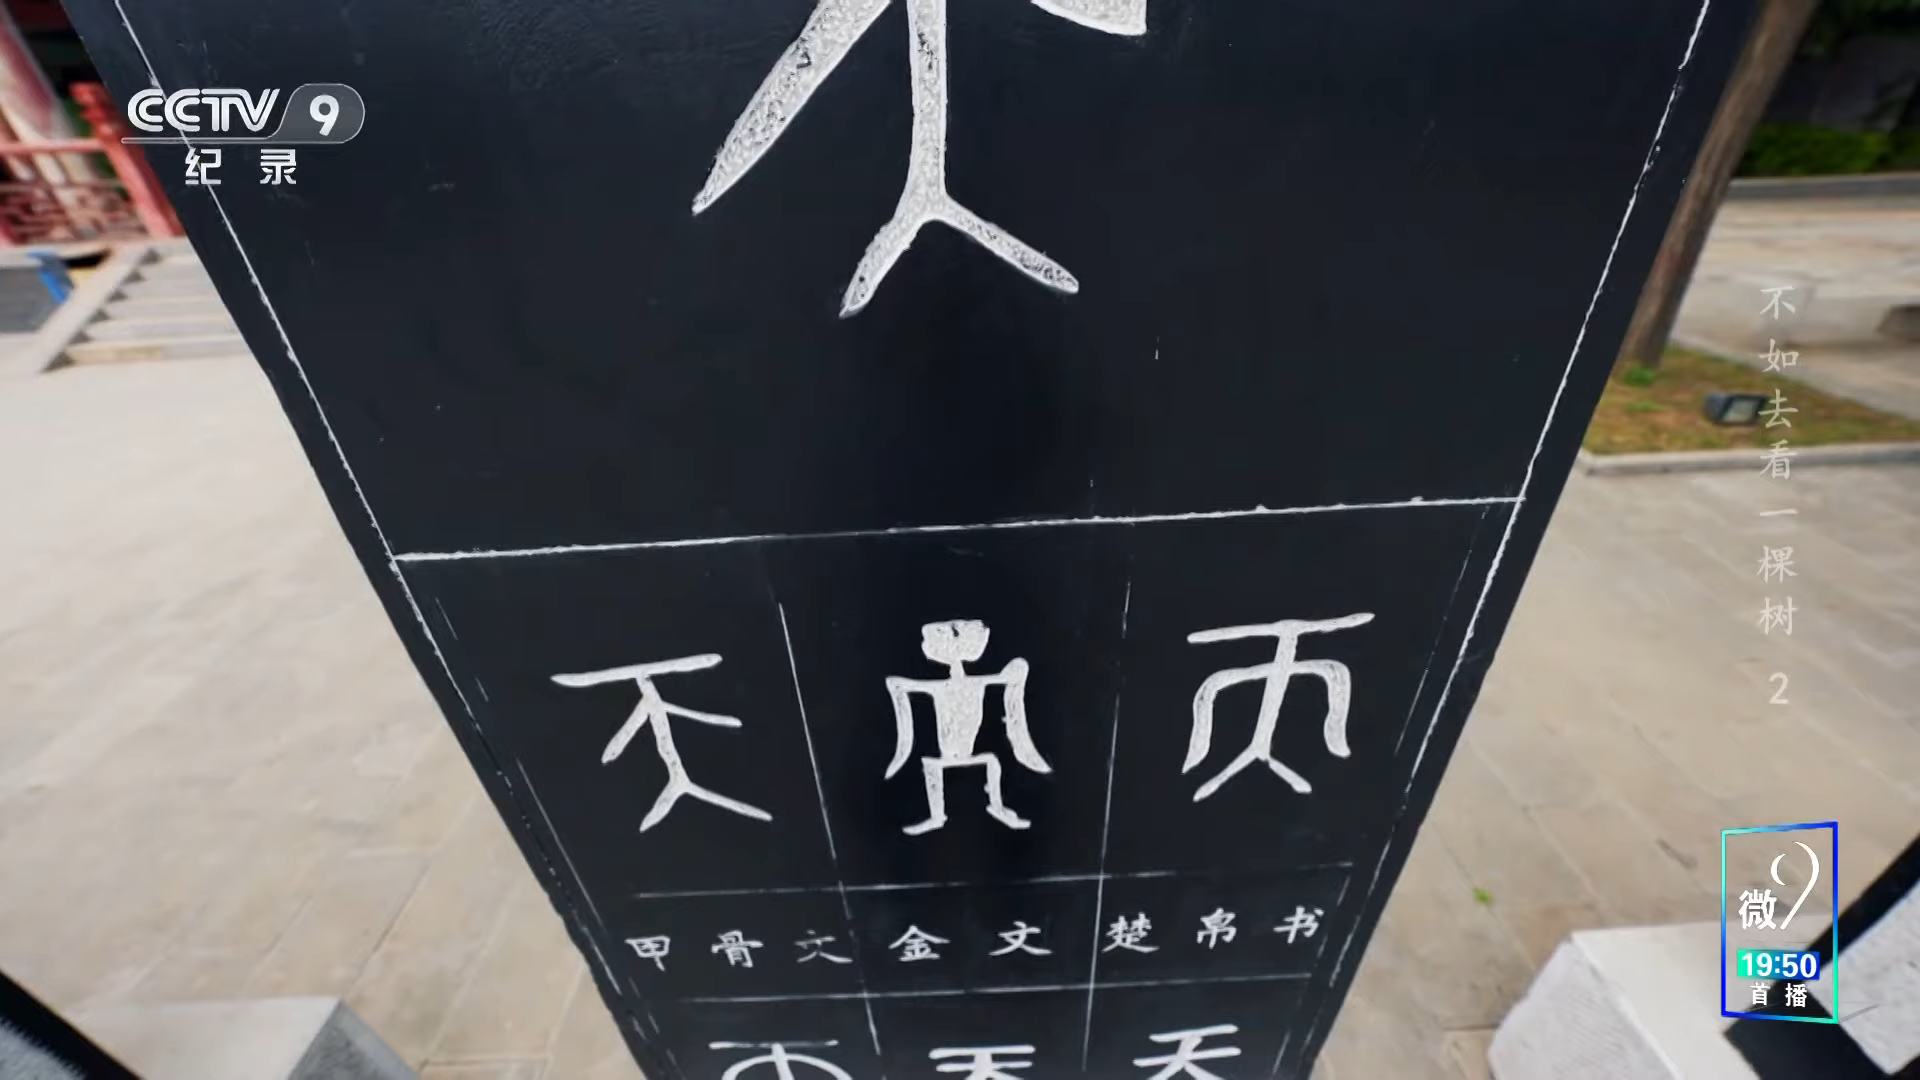 CCTV 9
纪录
不如去看一棵树 2
甲骨文 金文 楚帛书
天 天
微9
19:50
首播